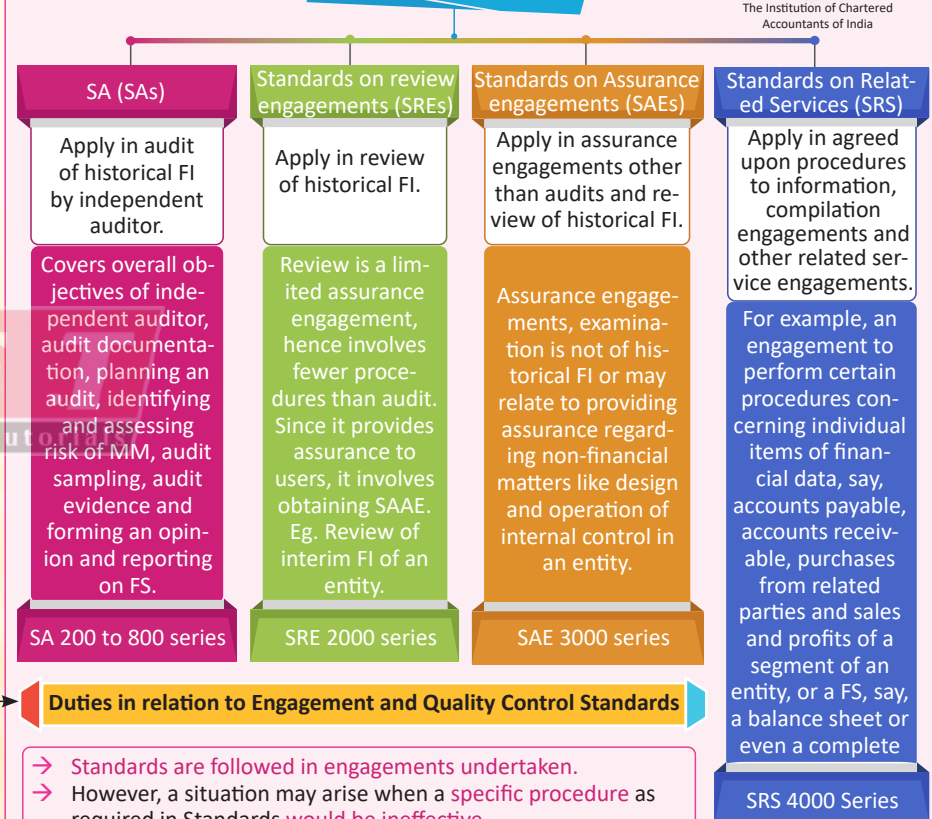 The Institution of Chartered
Accountants of India
SA (SAs)
Apply in audit
of historical FI
by independent
auditor.
Covers overall ob-
jectives of inde-
pendent auditor,
audit documenta-
tion, planning an
audit, identifying
and assessing
risk of MM, audit
sampling, audit
evidence and
forming an opin-
ion and reporting
on FS.
SA 200 to 800 series
Standards on review
engagements (SREs)
Apply in review
of historical FI.
Review is a lim-
ited assurance
engagement,
hence involves
fewer proce-
dures than audit.
Since it provides
assurance to
users, it involves
obtaining SAAE.
Eg. Review of
interim FI of an
entity.
SRE 2000 series
Standards on Assurance
engagements (SAEs)
Apply in assurance
engagements other
than audits and re-
view of historical FI.
Assurance engage-
ments, examina-
tion is not of his-
torical FI or may
relate to providing
assurance regard-
ing non-financial
matters like design
and operation of
internal control in
an entity.
SAE 3000 series
Standards on Relat-
ed Services (SRS)
Apply in agreed
upon procedures
to information,
compilation
engagements and
other related ser-
vice engagements.
For example, an
engagement to
perform certain
procedures con-
cerning individual
items of finan-
cial data, say,
accounts payable,
accounts receiv-
able, purchases
from related
parties and sales
and profits of a
segment of an
entity, or a FS, say,
a balance sheet or
even a complete
SRS 4000 Series
utorials
Duties in relation to Engagement and Quality Control Standards
→ Standards are followed in engagements undertaken.
→ However, a situation may arise when a specific procedure as
required in Standards would be ineffective